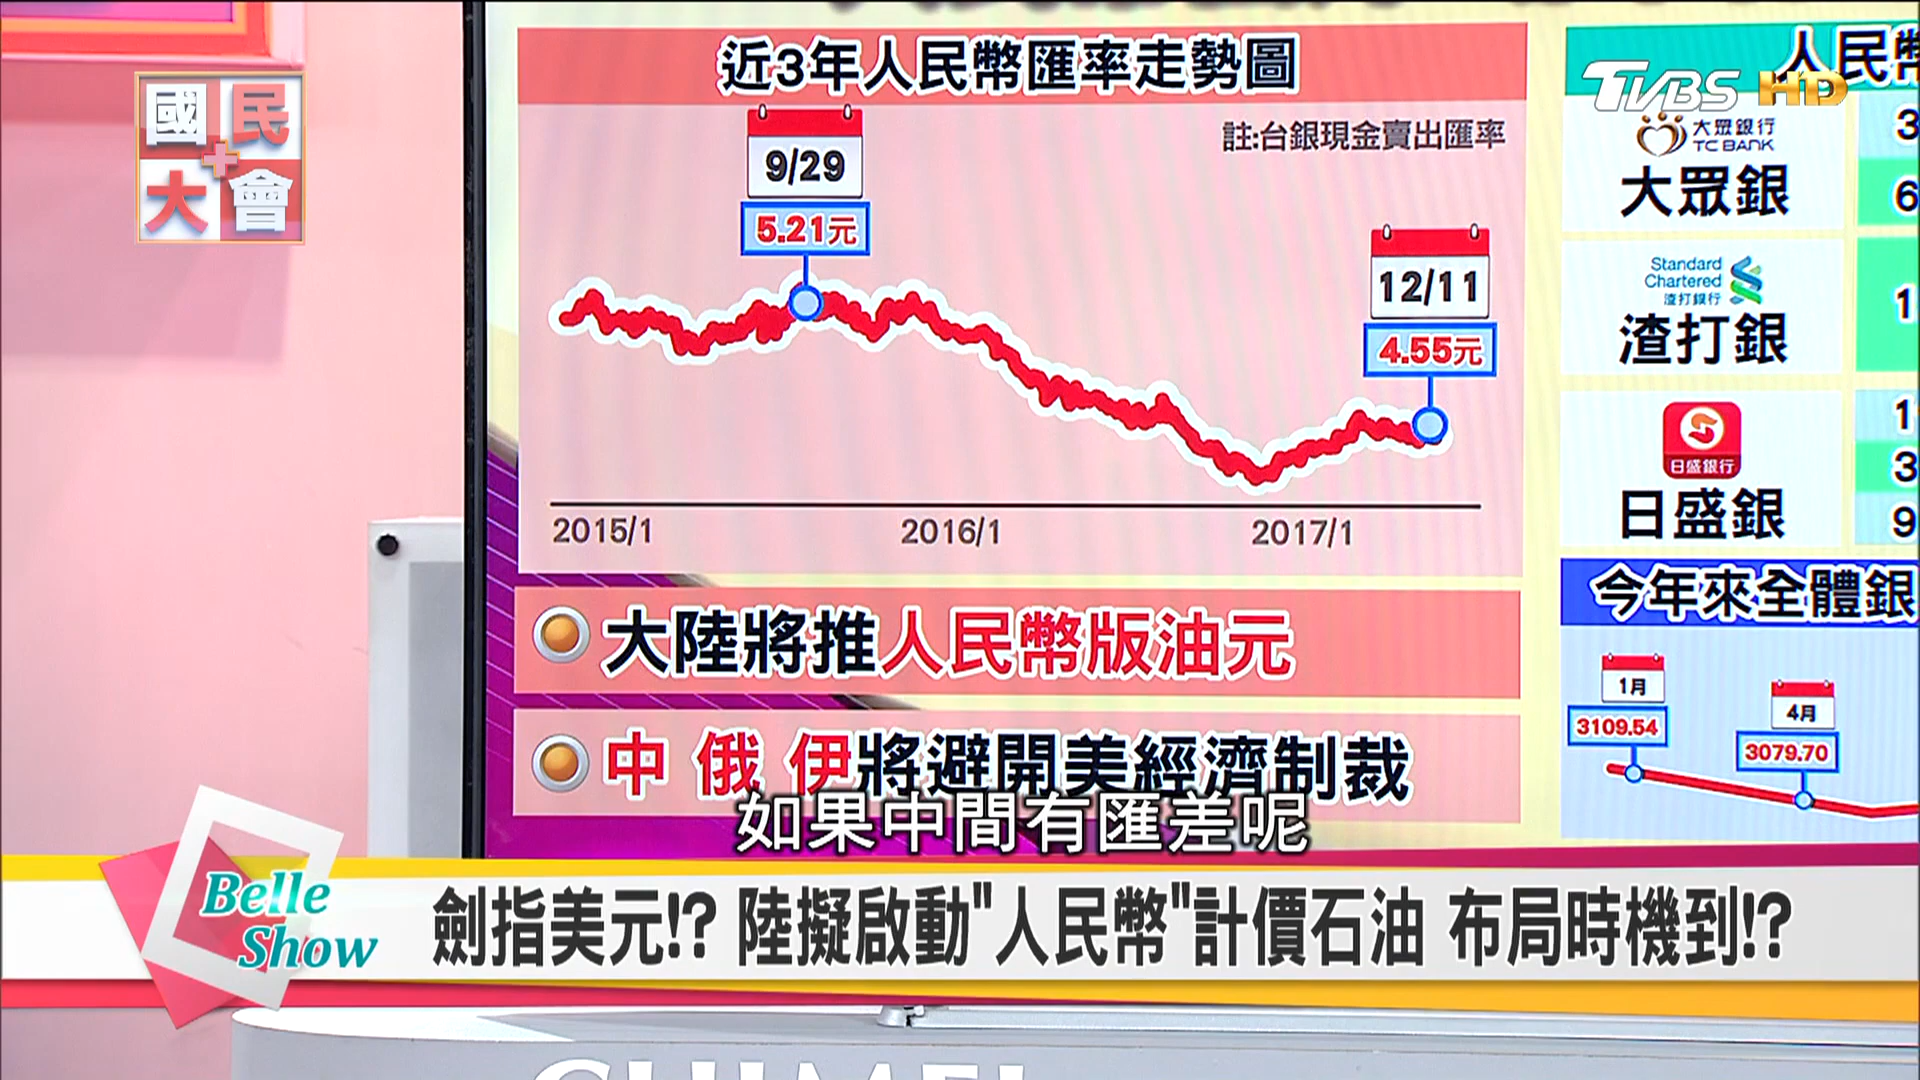 國民大會
近3年人民幣匯率走勢圖
註:台銀現金賣出匯率
9/29
5.21元
12/11
4.55元
2015/1
2016/1
2017/1
大陸將推人民幣版油元
中 俄 伊將避開美經濟制裁
人民幣
TVBS HD
大眾銀行
TC BANK
大眾銀
3
6
Standard
Chartered
渣打銀行
渣打銀
1
日盛銀行
日盛銀
1
3
9
今年來全體銀
1月
3109.54
4月
3079.70
如果中間有匯差呢
Belle
Show
劍指美元!? 陸擬啟動"人民幣"計價石油 布局時機到!?
CHIMEI